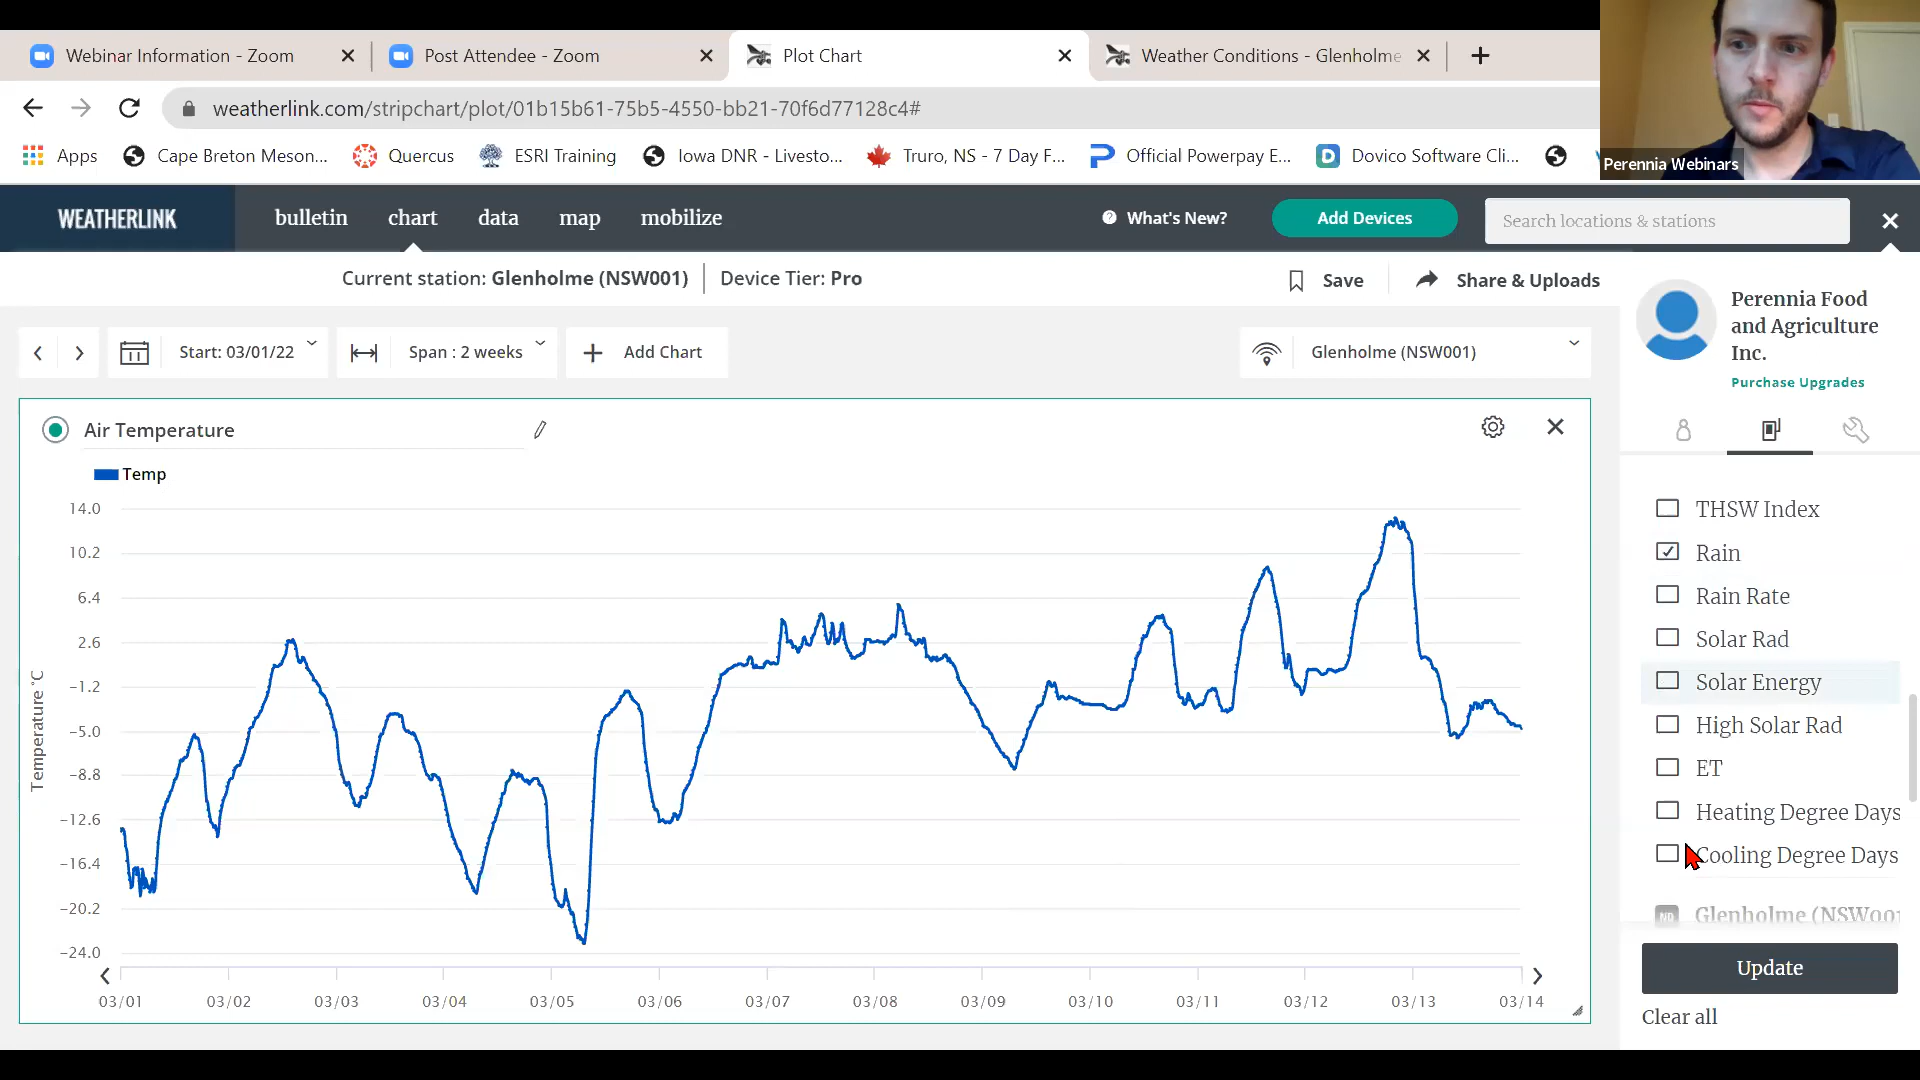 Webinar Information - Zoom
Post Attendee - Zoom
Plot Chart
Weather Conditions - Glenholme
weatherlink.com/stripchart/plot/01b15b61-75b5-4550-bb21-70f6d77128c4#
Apps
Cape Breton Meson...
Quercus
ESRI Training
Iowa DNR - Livesto...
Truro, NS - 7 Day F...
Official Powerpay E...
Dovico Software Cli...
Perennia Webinars
WEATHERLINK
bulletin
chart
data
map
mobilize
What's New?
Add Devices
Search locations & stations
Current station: Glenholme (NSW001)
Device Tier: Pro
Save
Share & Uploads
Perennia Food
and Agriculture
Inc.
Purchase Upgrades
Start: 03/01/22
Span : 2 weeks
Add Chart
Glenholme (NSW001)
Air Temperature
Temp
Temperature °C
14.0
10.2
6.4
2.6
-1.2
-5.0
-8.8
-12.6
-16.4
-20.2
-24.0
03/01
03/02
03/03
03/04
03/05
03/06
03/07
03/08
03/09
03/10
03/11
03/12
03/13
03/14
THSW Index
Rain
Rain Rate
Solar Rad
Solar Energy
High Solar Rad
ET
Heating Degree Days
Cooling Degree Days
Glenholme (NSW001
Update
Clear all